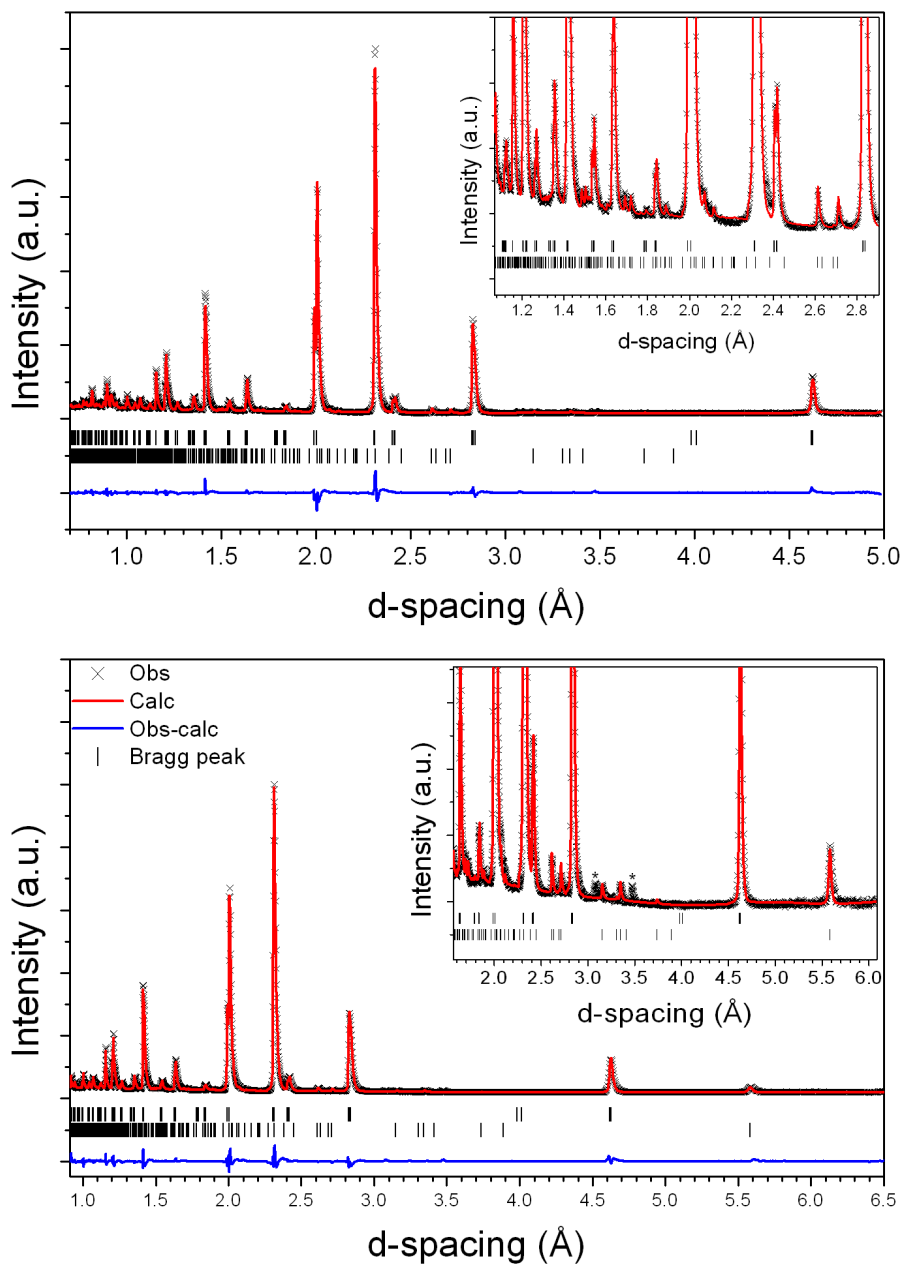 Intensity (a.u.)
Intensity (a.u.)
1.2 1.4 1.6 1.8 2.0 2.2 2.4 2.6 2.8
d-spacing (Å)
1.0 1.5 2.0 2.5 3.0 3.5 4.0 4.5 5.0
d-spacing (Å)
Obs
Calc
Obs-calc
Bragg peak
Intensity (a.u.)
Intensity (a.u.)
* *
2.0 2.5 3.0 3.5 4.0 4.5 5.0 5.5 6.0
d-spacing (Å)
1.0 1.5 2.0 2.5 3.0 3.5 4.0 4.5 5.0 5.5 6.0 6.5
d-spacing (Å)